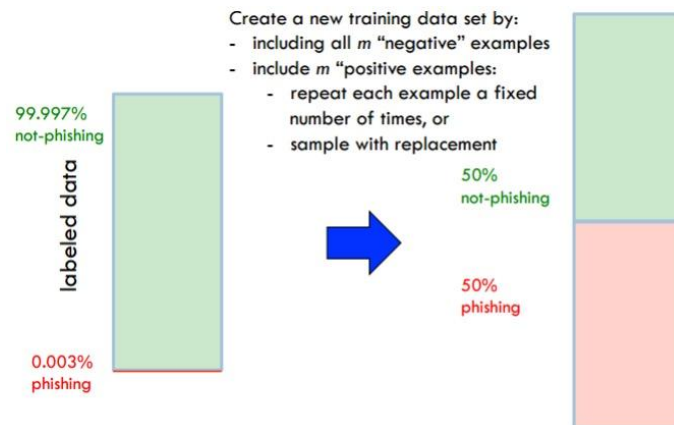 Create a new training data set by:
- including all m “negative” examples
- include m “positive examples:
- repeat each example a fixed
number of times, or
- sample with replacement
99.997%
not-phishing
labeled data
0.003%
phishing
50%
not-phishing
50%
phishing